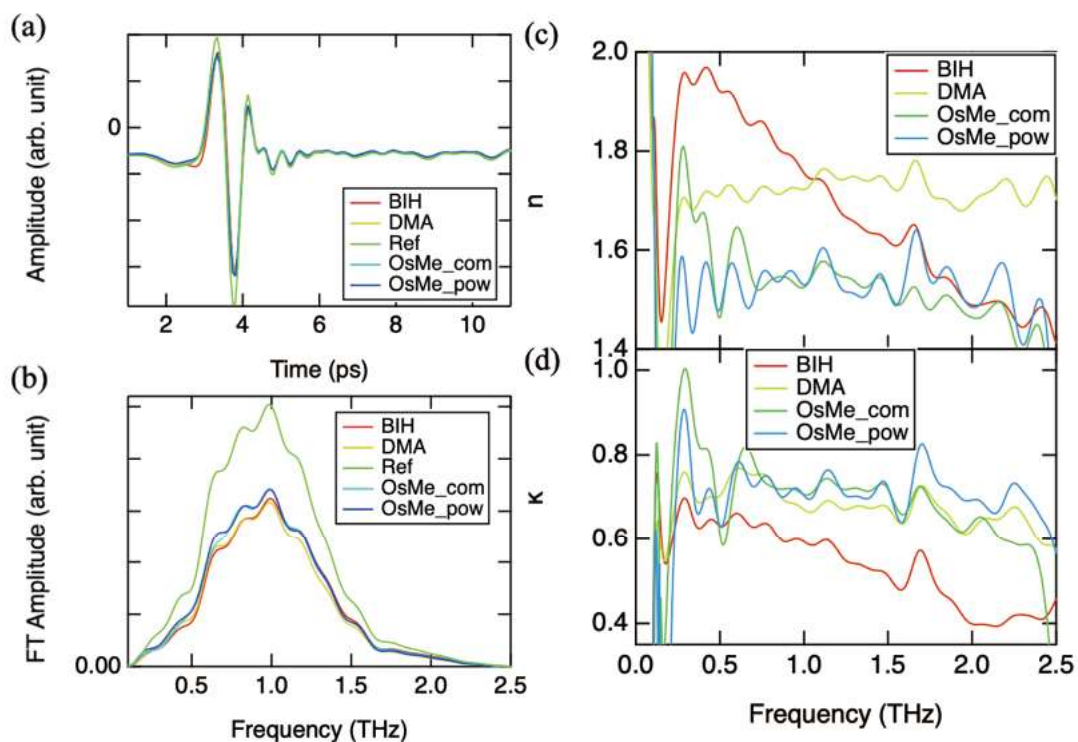 (a)
Amplitude (arb. unit)
0
BIH
DMA
Ref
OsMe_com
OsMe_pow
2 4 6 8 10
Time (ps)
(b)
FT Amplitude (arb. unit)
0.00
BIH
DMA
Ref
OsMe_com
OsMe_pow
0.5 1.0 1.5 2.0 2.5
Frequency (THz)
(c)
n
2.0
1.8
1.6
1.4
BIH
DMA
OsMe_com
OsMe_pow
(d)
κ
1.0
0.8
0.6
0.4
BIH
DMA
OsMe_com
OsMe_pow
0.0 0.5 1.0 1.5 2.0 2.5
Frequency (THz)